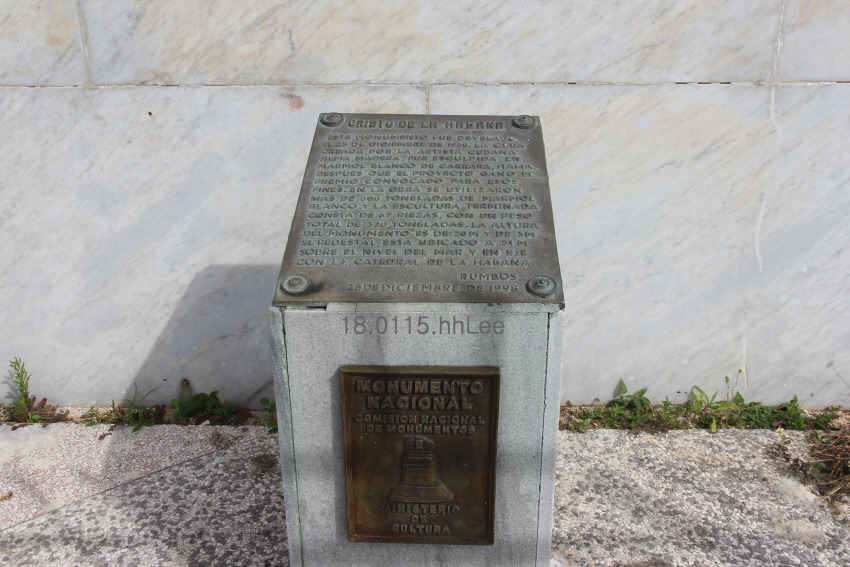 CRISTO DE LA HABANA
ESTE MONUMENTO FUE DEVELADO
EL 25 DE DICIEMBRE DE 1958. LA OBRA
CREADA POR LA ARTISTA CUBANA
JILMA MADERA, FUE ESCULPIDA EN
MARMOL BLANCO DE CARRARA, ITALIA
DESPUES QUE EL PROYECTO GANO EL
PREMIO CONVOCADO PARA ESOS
FINES. EN LA OBRA SE UTILIZARON
MAS DE 600 TONELADAS DE MARMOL
BLANCO Y LA ESCULTURA TERMINADA
CONSTA DE 67 PIEZAS, CON UN PESO
TOTAL DE 320 TONELADAS. LA ALTURA
DEL MONUMENTO ES DE 20 M Y DE 3 M
EL PEDESTAL. ESTA UBICADO A 51 M
SOBRE EL NIVEL DEL MAR Y EN EJE
CON LA CATEDRAL DE LA HABANA.
RUMBOS
25 DE DICIEMBRE DE 1998
18.0115.hhLee
MONUMENTO
NACIONAL
COMISION NACIONAL
DE MONUMENTOS
MINISTERIO
DE
CULTURA